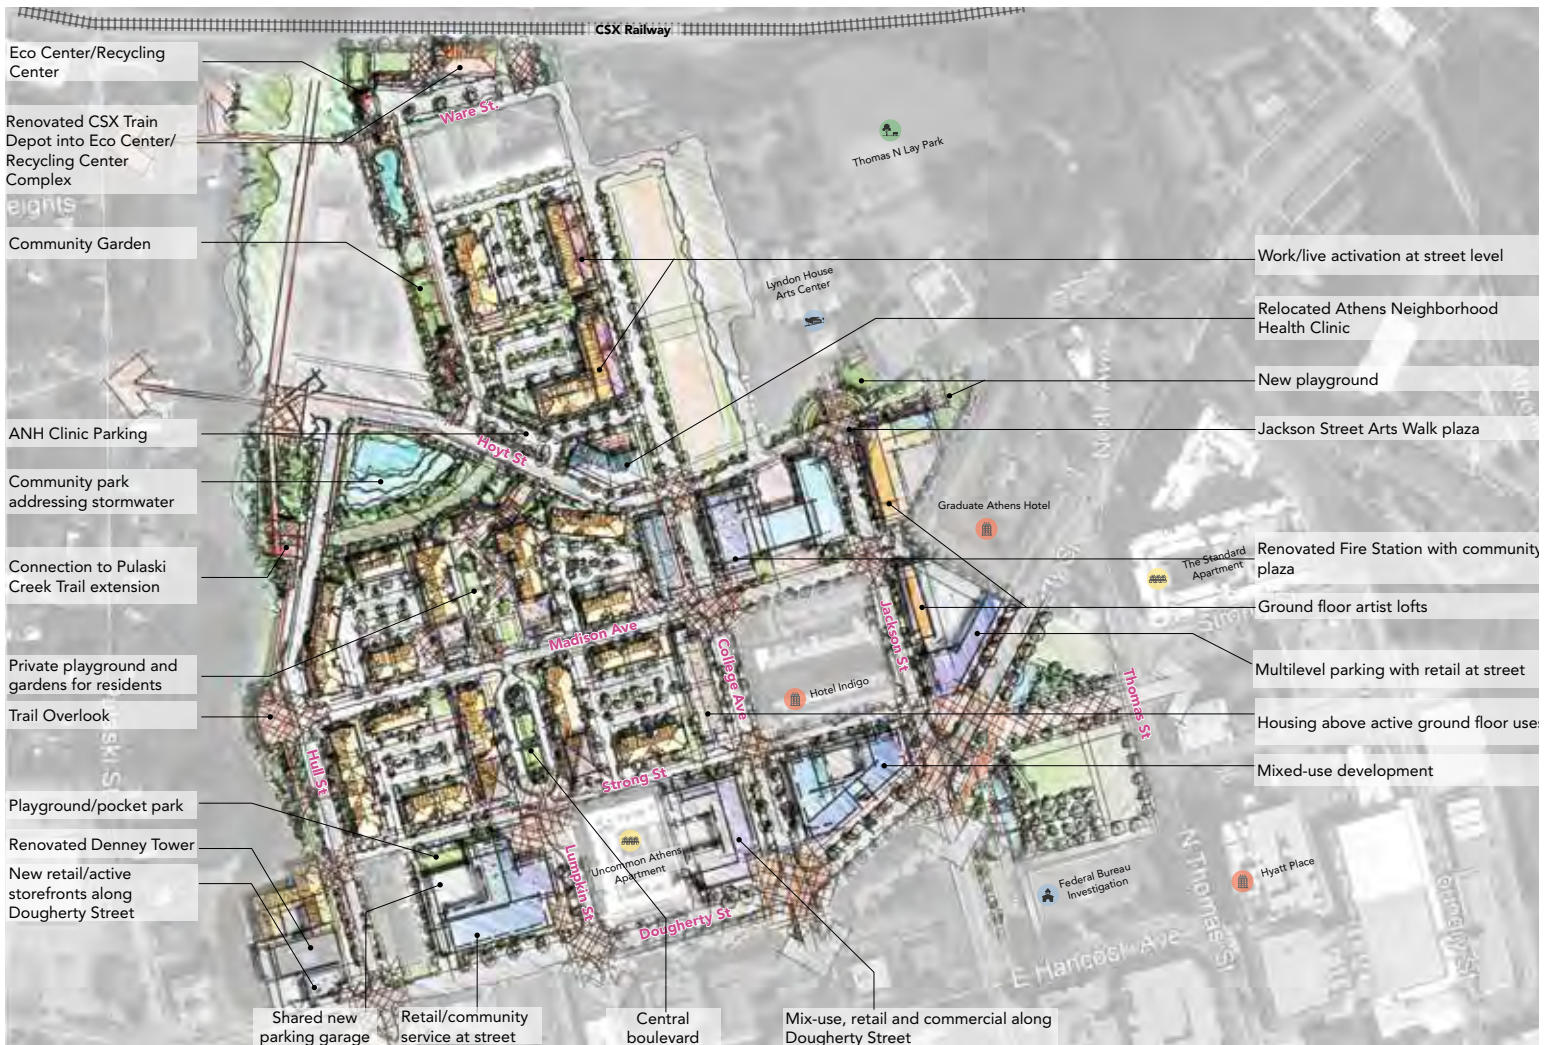 CSX Railway
Eco Center/Recycling
Center
Renovated CSX Train
Depot into Eco Center/
Recycling Center
Complex
eights
Community Garden
ANH Clinic Parking
Community park
addressing stormwater
Connection to Pulaski
Creek Trail extension
Private playground and
gardens for residents
Trail Overlook
Playground/pocket park
Renovated Denney Tower
New retail/active
storefronts along
Dougherty Street
Shared new
parking garage
Retail/community
service at street
Central
boulevard
Mix-use, retail and commercial along
Dougherty Street
Work/live activation at street level
Relocated Athens Neighborhood
Health Clinic
New playground
Jackson Street Arts Walk plaza
Renovated Fire Station with community
plaza
Ground floor artist lofts
Multilevel parking with retail at street
Housing above active ground floor uses
Mixed-use development
Ware St.
Thomas N Lay Park
Lyndon House
Arts Center
Hoyt St
Graduate Athens Hotel
The Standard
Apartment
Madison Ave
College Ave
Jackson St
Hotel Indigo
Thomas St
Hull St
Strong St
Uncommon Athens
Apartment
Lumpkin St
Dougherty St
Federal Bureau
Investigation
Hyatt Place
N Thomas St
E Hancock Ave